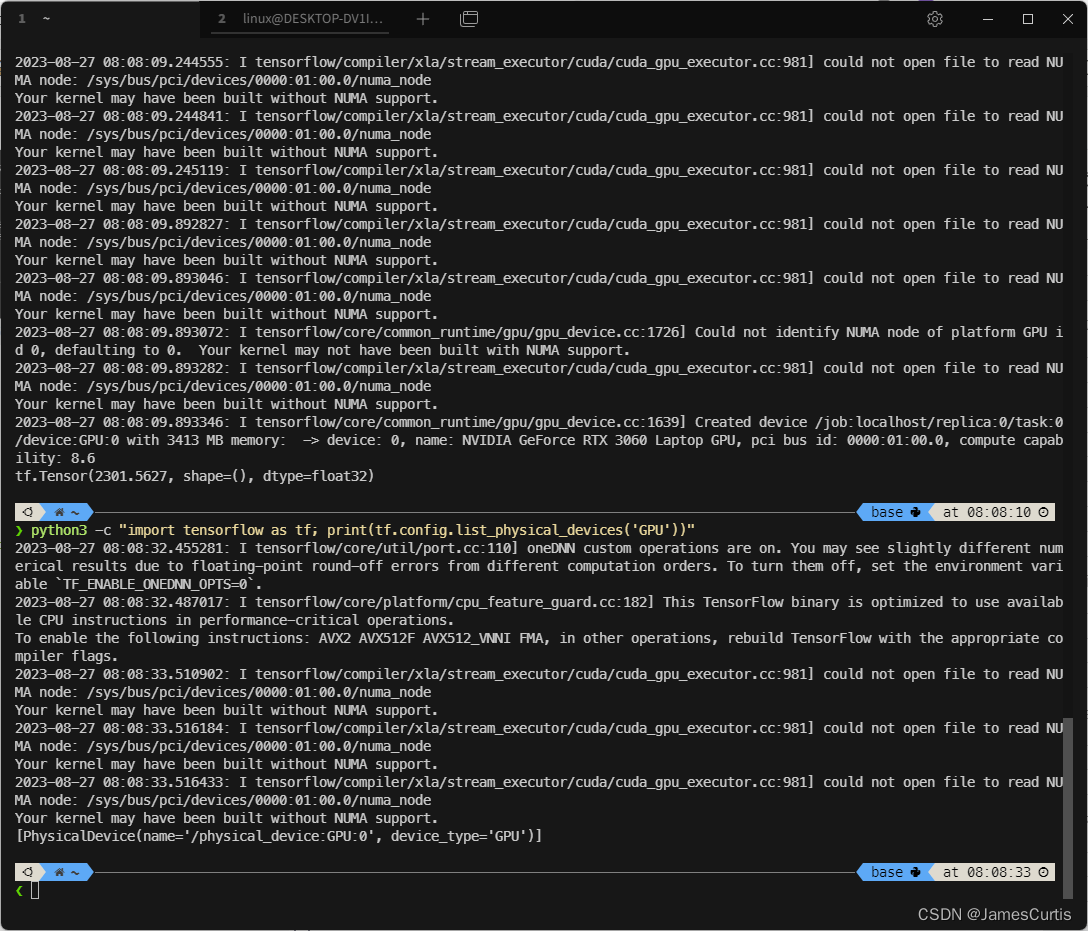 1 ~ 2 linux@DESKTOP-DV1I...
2023-08-27 08:08:09.244555: I tensorflow/compiler/xla/stream_executor/cuda/cuda_gpu_executor.cc:981] could not open file to read NU
MA node: /sys/bus/pci/devices/0000:01:00.0/numa_node
Your kernel may have been built without NUMA support.
2023-08-27 08:08:09.244841: I tensorflow/compiler/xla/stream_executor/cuda/cuda_gpu_executor.cc:981] could not open file to read NU
MA node: /sys/bus/pci/devices/0000:01:00.0/numa_node
Your kernel may have been built without NUMA support.
2023-08-27 08:08:09.245119: I tensorflow/compiler/xla/stream_executor/cuda/cuda_gpu_executor.cc:981] could not open file to read NU
MA node: /sys/bus/pci/devices/0000:01:00.0/numa_node
Your kernel may have been built without NUMA support.
2023-08-27 08:08:09.892827: I tensorflow/compiler/xla/stream_executor/cuda/cuda_gpu_executor.cc:981] could not open file to read NU
MA node: /sys/bus/pci/devices/0000:01:00.0/numa_node
Your kernel may have been built without NUMA support.
2023-08-27 08:08:09.893046: I tensorflow/compiler/xla/stream_executor/cuda/cuda_gpu_executor.cc:981] could not open file to read NU
MA node: /sys/bus/pci/devices/0000:01:00.0/numa_node
Your kernel may have been built without NUMA support.
2023-08-27 08:08:09.893072: I tensorflow/core/common_runtime/gpu/gpu_device.cc:1726] Could not identify NUMA node of platform GPU i
d 0, defaulting to 0.  Your kernel may not have been built with NUMA support.
2023-08-27 08:08:09.893282: I tensorflow/compiler/xla/stream_executor/cuda/cuda_gpu_executor.cc:981] could not open file to read NU
MA node: /sys/bus/pci/devices/0000:01:00.0/numa_node
Your kernel may have been built without NUMA support.
2023-08-27 08:08:09.893346: I tensorflow/core/common_runtime/gpu/gpu_device.cc:1639] Created device /job:localhost/replica:0/task:0
/device:GPU:0 with 3413 MB memory:  -> device: 0, name: NVIDIA GeForce RTX 3060 Laptop GPU, pci bus id: 0000:01:00.0, compute capab
ility: 8.6
tf.Tensor(2301.5627, shape=(), dtype=float32)
~ base at 08:08:10
❯ python3 -c "import tensorflow as tf; print(tf.config.list_physical_devices('GPU'))"
2023-08-27 08:08:32.455281: I tensorflow/core/util/port.cc:110] oneDNN custom operations are on. You may see slightly different num
erical results due to floating-point round-off errors from different computation orders. To turn them off, set the environment vari
able `TF_ENABLE_ONEDNN_OPTS=0`.
2023-08-27 08:08:32.487017: I tensorflow/core/platform/cpu_feature_guard.cc:182] This TensorFlow binary is optimized to use availab
le CPU instructions in performance-critical operations.
To enable the following instructions: AVX2 AVX512F AVX512_VNNI FMA, in other operations, rebuild TensorFlow with the appropriate co
mpiler flags.
2023-08-27 08:08:33.510902: I tensorflow/compiler/xla/stream_executor/cuda/cuda_gpu_executor.cc:981] could not open file to read NU
MA node: /sys/bus/pci/devices/0000:01:00.0/numa_node
Your kernel may have been built without NUMA support.
2023-08-27 08:08:33.516184: I tensorflow/compiler/xla/stream_executor/cuda/cuda_gpu_executor.cc:981] could not open file to read NU
MA node: /sys/bus/pci/devices/0000:01:00.0/numa_node
Your kernel may have been built without NUMA support.
2023-08-27 08:08:33.516433: I tensorflow/compiler/xla/stream_executor/cuda/cuda_gpu_executor.cc:981] could not open file to read NU
MA node: /sys/bus/pci/devices/0000:01:00.0/numa_node
Your kernel may have been built without NUMA support.
[PhysicalDevice(name='/physical_device:GPU:0', device_type='GPU')]
~ base at 08:08:33
❮
CSDN @JamesCurtis